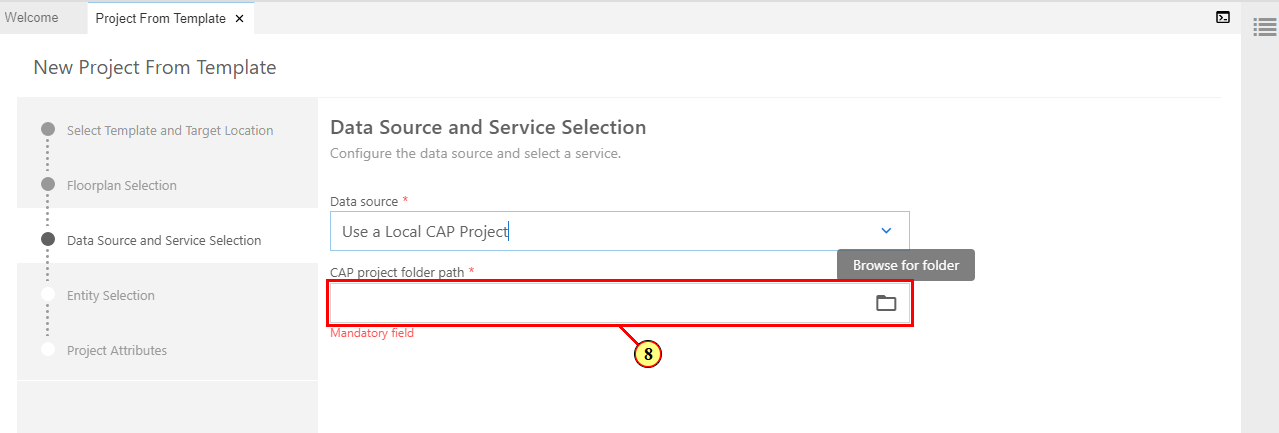 Welcome
Project From Template ×
New Project From Template
Select Template and Target Location
Floorplan Selection
Data Source and Service Selection
Entity Selection
Project Attributes
Data Source and Service Selection
Configure the data source and select a service.
Data source *
Use a Local CAP Project
Browse for folder
CAP project folder path *
Mandatory field
8